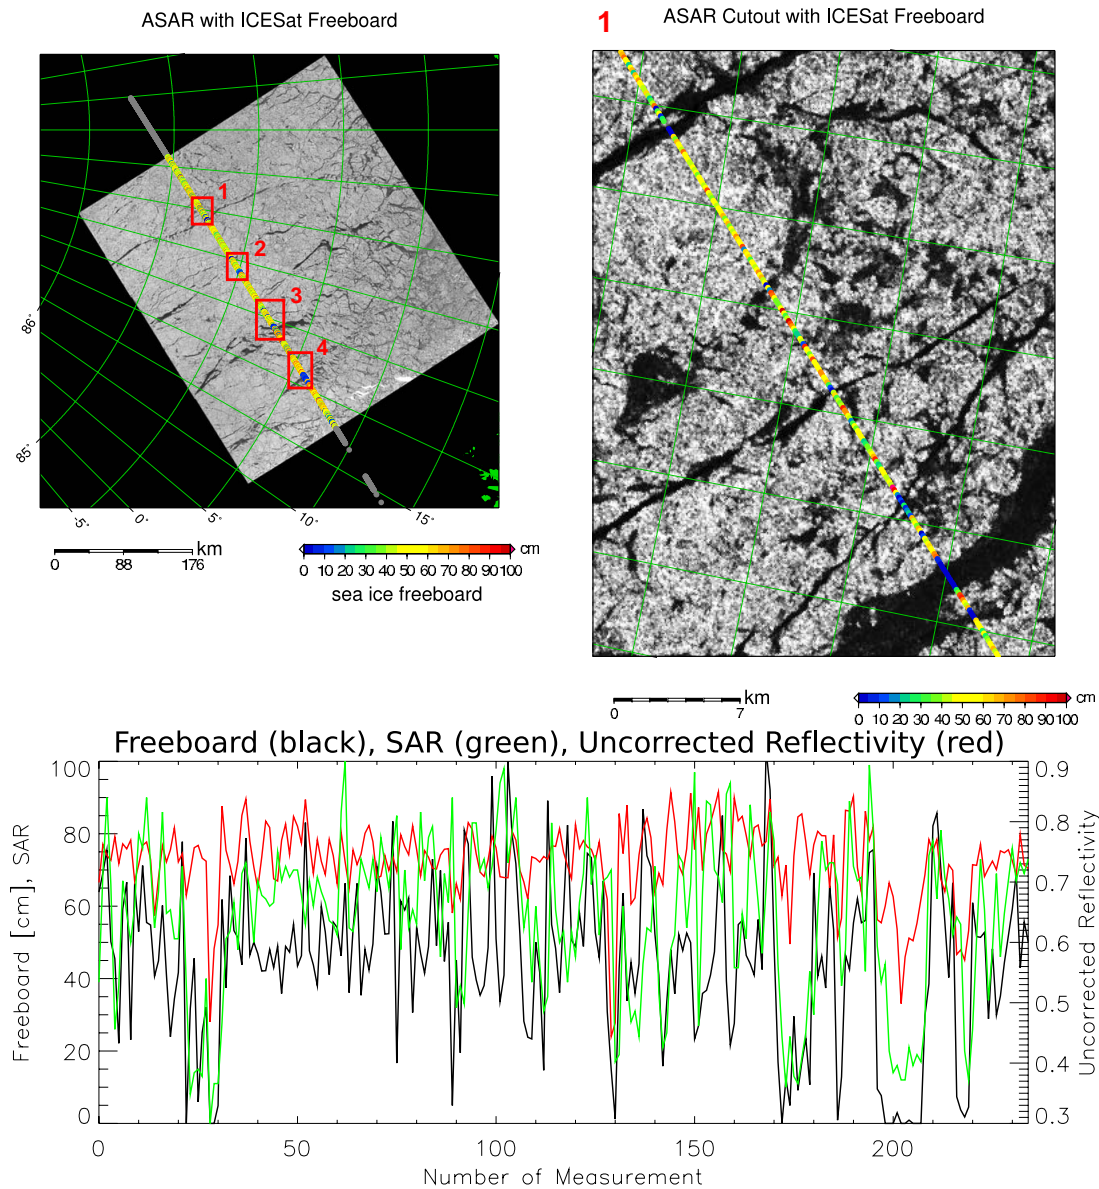 ASAR with ICESat Freeboard
1 ASAR Cutout with ICESat Freeboard
1
2
3
4
86°
85°
-5° 0° 5° 10° 15°
km
0 88 176
cm
0 10 20 30 40 50 60 70 80 90 100
sea ice freeboard
km
0 7
cm
0 10 20 30 40 50 60 70 80 90 100
Freeboard (black), SAR (green), Uncorrected Reflectivity (red)
Freeboard [cm], SAR
100
80
60
40
20
0
0.9
0.8
0.7
0.6
0.5
0.4
0.3
Uncorrected Reflectivity
0 50 100 150 200
Number of Measurement